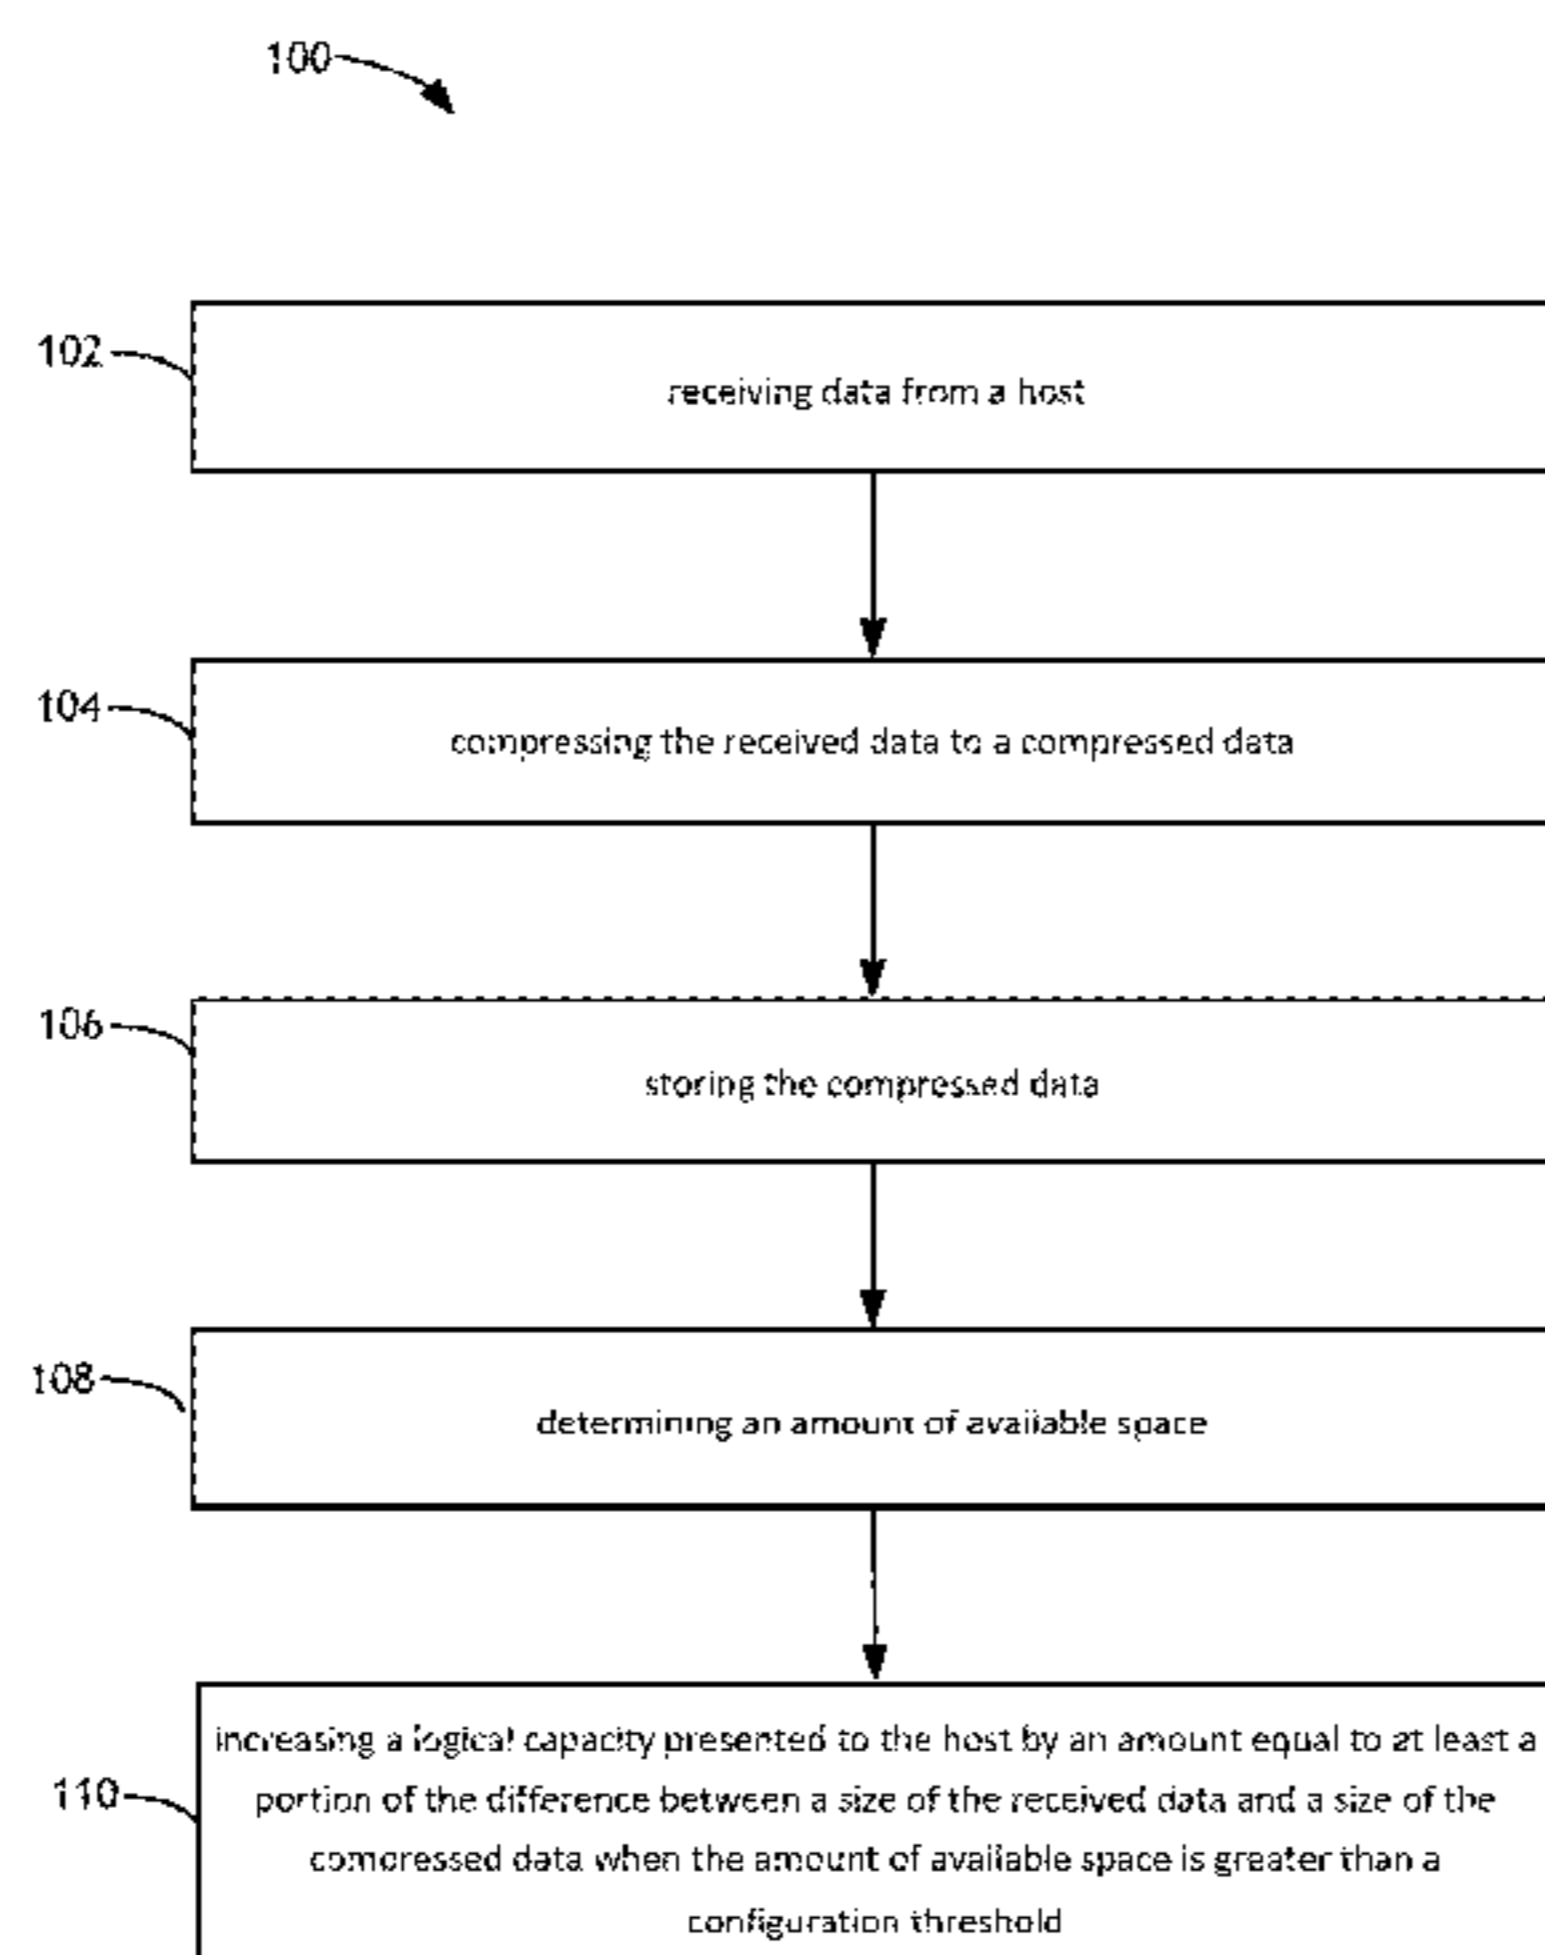 100
102
receiving data from a host
104
compressing the received data to a compressed data
106
storing the compressed data
108
determining an amount of available space
increasing a logical capacity presented to the host by an amount equal to at least a
110
portion of the difference between a size of the received data and a size of the
compressed data when the amount of available space is greater than a
configuration threshold